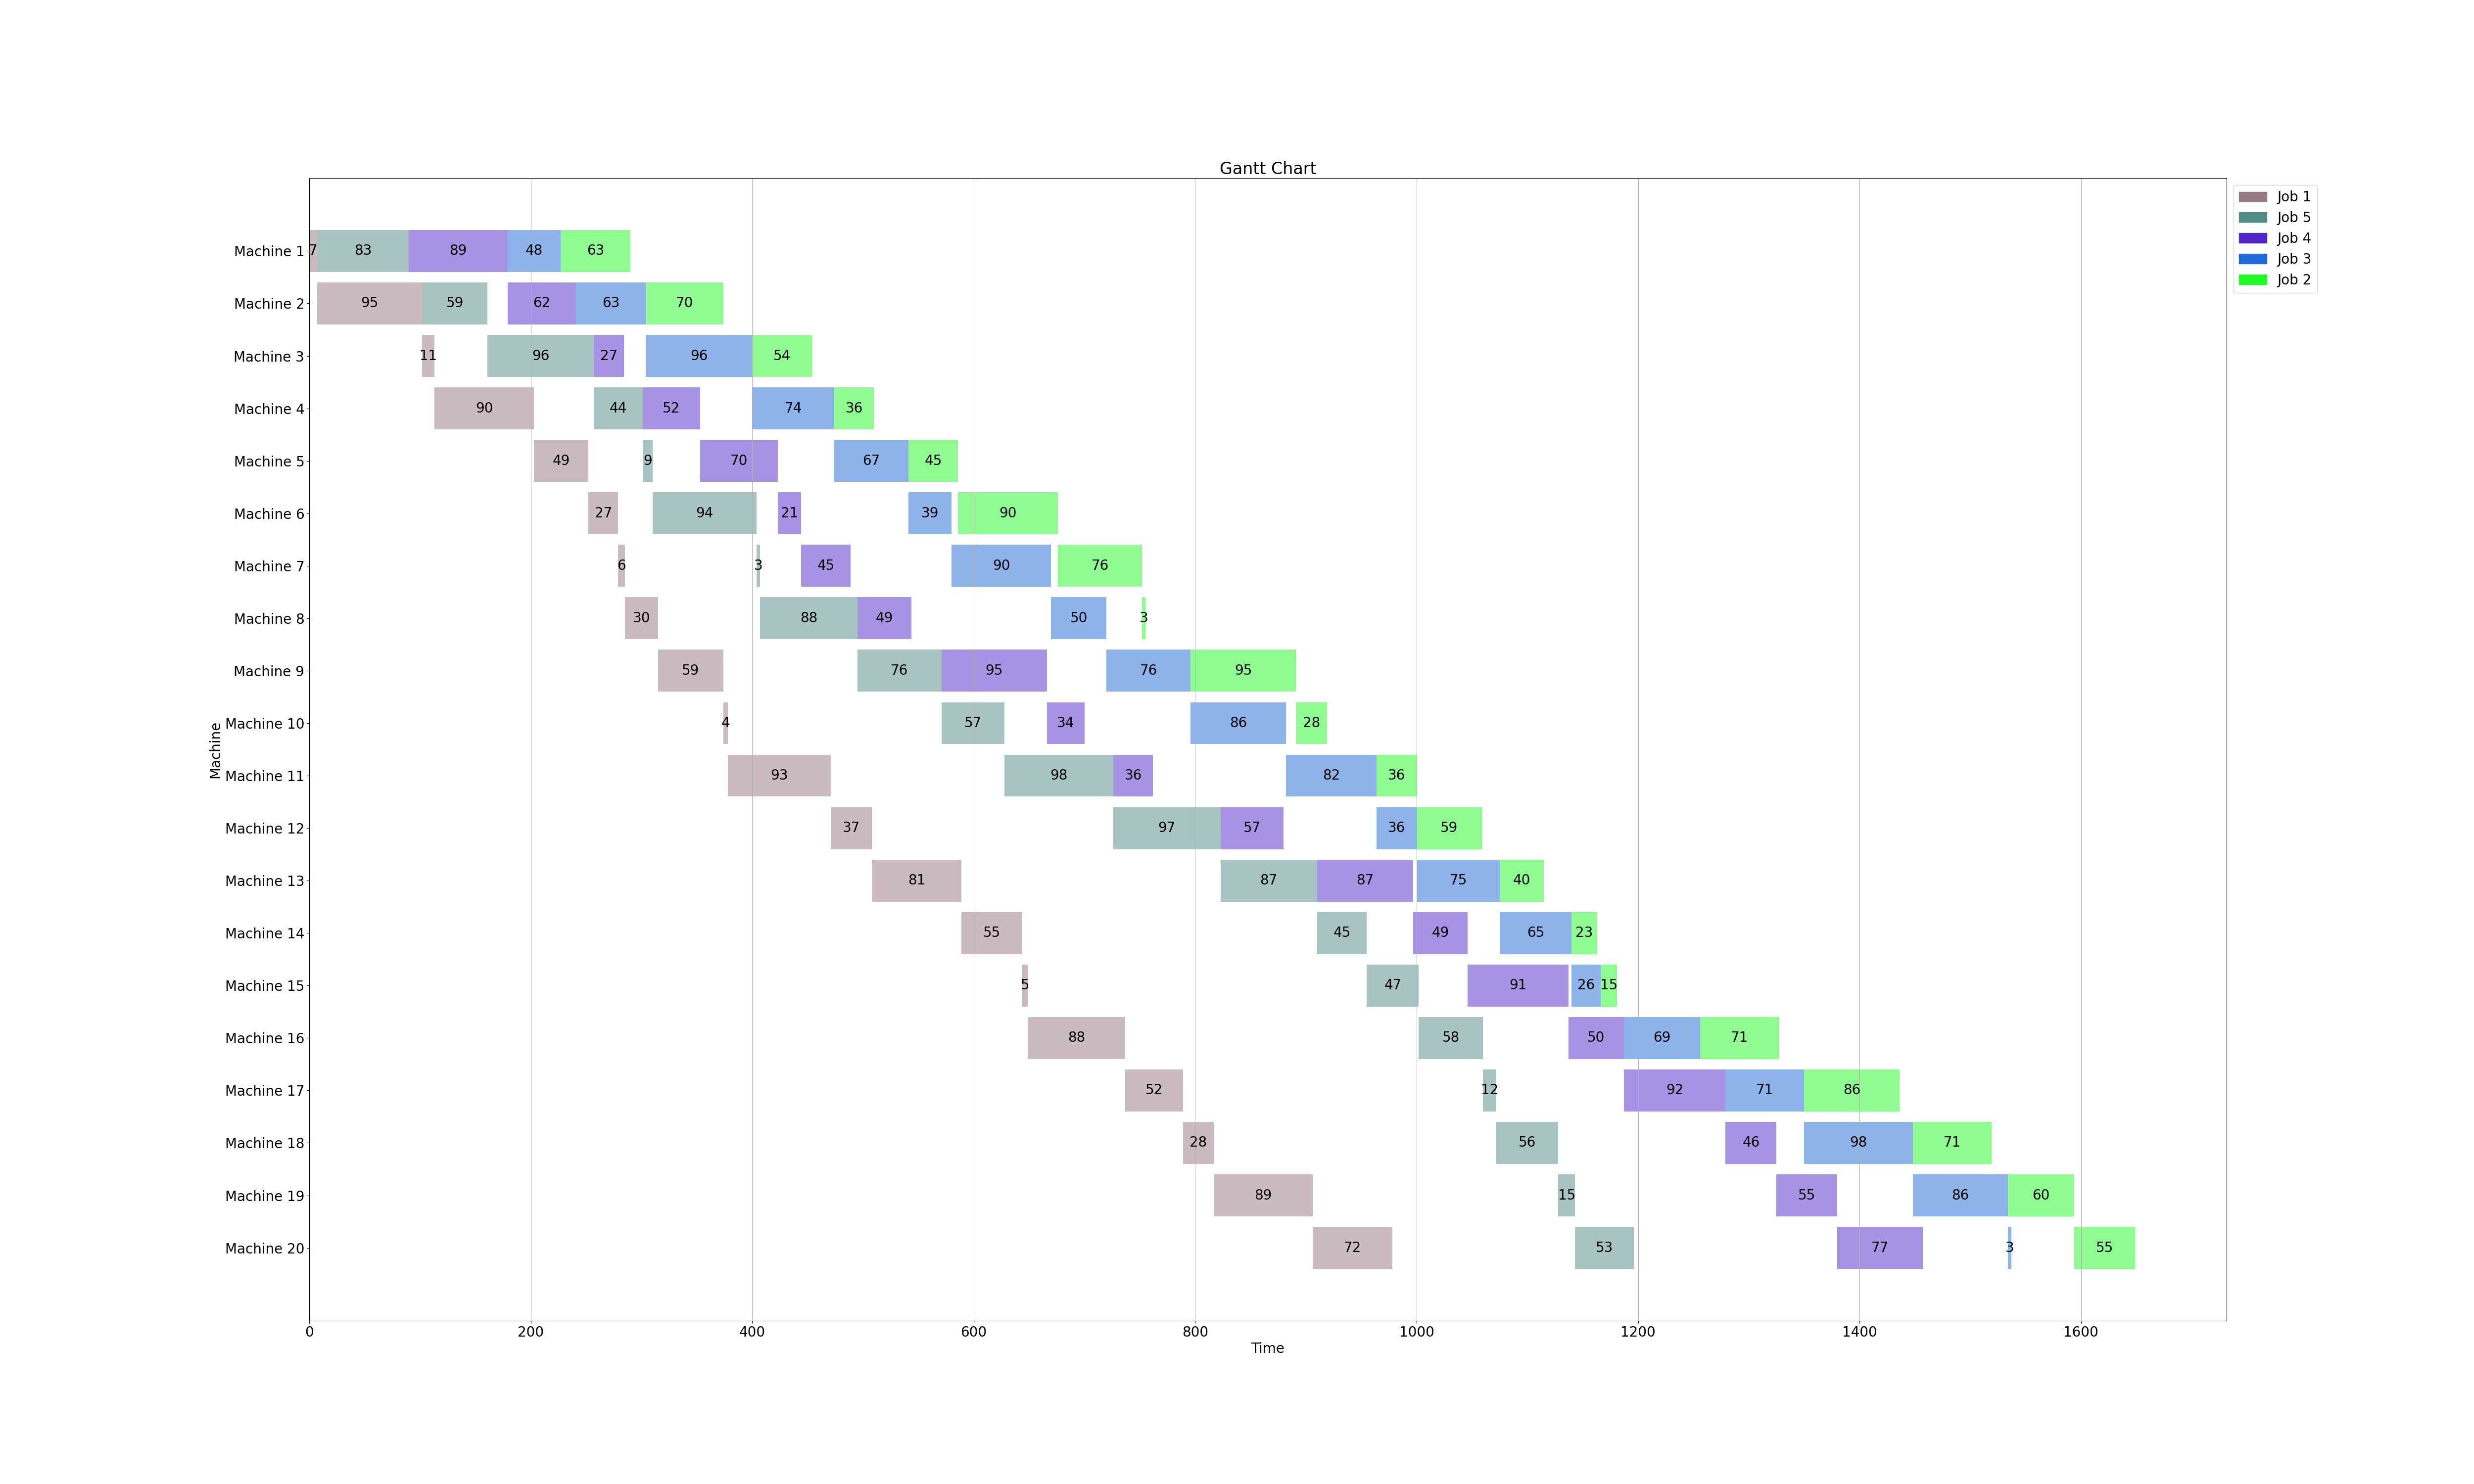 Gantt Chart
Job 1
Job 5
Job 4
Job 3
Job 2
Machine
Machine 1 7 83 89 48 63
Machine 2 95 59 62 63 70
Machine 3 11 96 27 96 54
Machine 4 90 44 52 74 36
Machine 5 49 9 70 67 45
Machine 6 27 94 21 39 90
Machine 7 6 3 45 90 76
Machine 8 30 88 49 50 3
Machine 9 59 76 95 76 95
Machine 10 4 57 34 86 28
Machine 11 93 98 36 82 36
Machine 12 37 97 57 36 59
Machine 13 81 87 87 75 40
Machine 14 55 45 49 65 23
Machine 15 5 47 91 26 15
Machine 16 88 58 50 69 71
Machine 17 52 12 92 71 86
Machine 18 28 56 46 98 71
Machine 19 89 15 55 86 60
Machine 20 72 53 77 3 55
0 200 400 600 800 1000 1200 1400 1600
Time